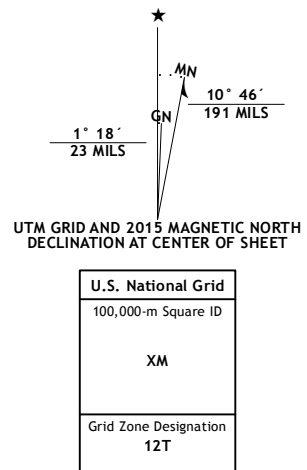 MN
GN
10° 46´
191 MILS
1° 18´
23 MILS
UTM GRID AND 2015 MAGNETIC NORTH
DECLINATION AT CENTER OF SHEET
U.S. National Grid
100,000-m Square ID
XM
Grid Zone Designation
12T